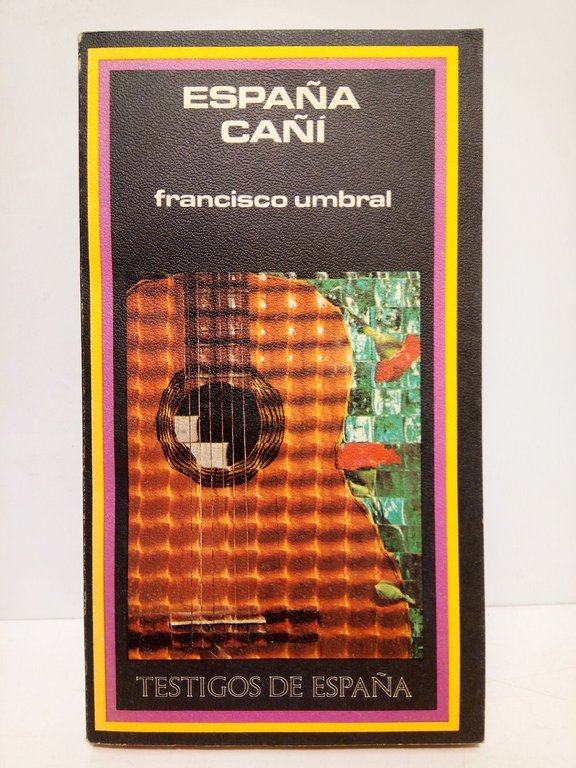 ESPAÑA
CAÑÍ
francisco umbral
TESTIGOS DE ESPAÑA